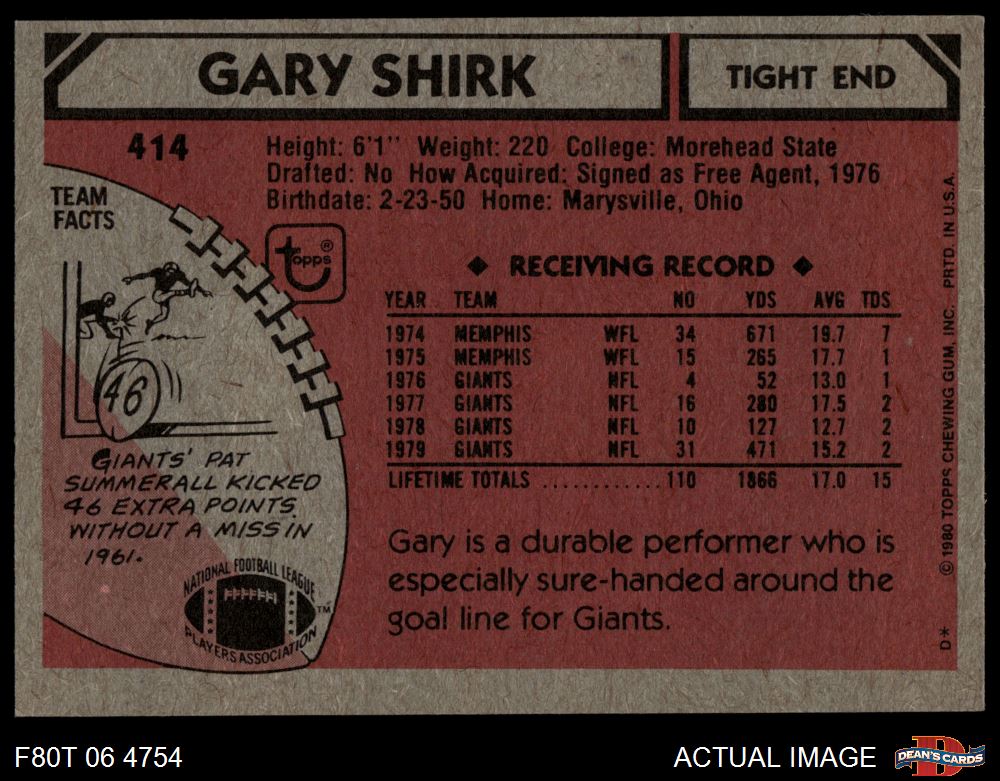 GARY SHIRK
TIGHT END
414
Height: 6'1" Weight: 220 College: Morehead State
Drafted: No How Acquired: Signed as Free Agent, 1976
Birthdate: 2-23-50 Home: Marysville, Ohio
TEAM
FACTS
topps®
46
GIANTS' PAT
SUMMERALL KICKED
46 EXTRA POINTS
WITHOUT A MISS IN
1961.
NATIONAL FOOTBALL LEAGUE
PLAYERS ASSOCIATION
TM
◆ RECEIVING RECORD ◆
YEAR TEAM NO YDS AVG TDS
1974 MEMPHIS WFL 34 671 19.7 7
1975 MEMPHIS WFL 15 265 17.7 1
1976 GIANTS NFL 4 52 13.0 1
1977 GIANTS NFL 16 280 17.5 2
1978 GIANTS NFL 10 127 12.7 2
1979 GIANTS NFL 31 471 15.2 2
LIFETIME TOTALS ............ 110 1866 17.0 15
Gary is a durable performer who is
especially sure-handed around the
goal line for Giants.
D* © 1980 TOPPS CHEWING GUM, INC. PRTD. IN U.S.A.
F80T 06 4754
ACTUAL IMAGE
D
DEAN'S CARDS